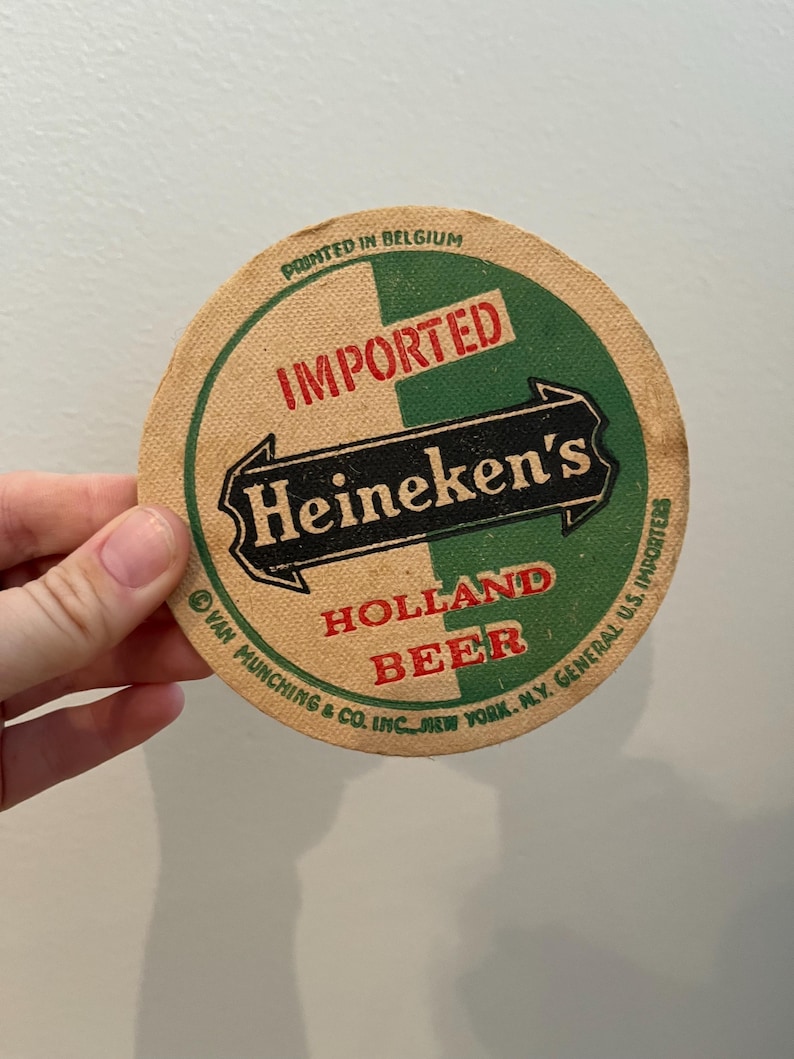 PRINTED IN BELGIUM
IMPORTED
Heineken's
HOLLAND
BEER
© VAN MUNCHING & CO. INC., NEW YORK. N.Y. GENERAL U.S. IMPORTERS